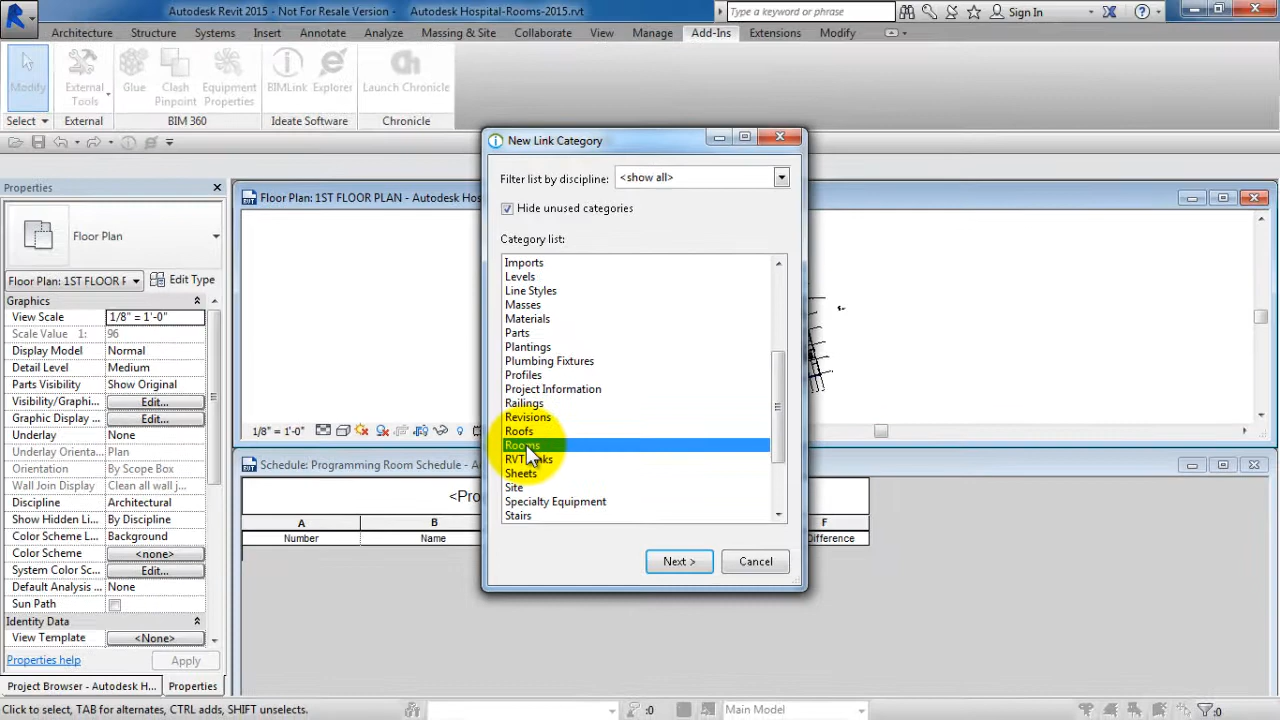 Autodesk Revit 2015 - Not For Resale Version - Autodesk Hospital-Rooms-2015.rvt
Type a keyword or phrase
Sign In
Architecture Structure Systems Insert Annotate Analyze Massing & Site Collaborate View Manage Add-Ins Extensions Modify
Modify
External Tools
Glue
Clash Pinpoint
Equipment Properties
BIMLink
Explorer
Launch Chronicle
Select
External
BIM 360
Ideate Software
Chronicle
Properties
Floor Plan
Floor Plan: 1ST FLOOR P
Edit Type
Graphics
View Scale 1/8" = 1'-0"
Scale Value 1: 96
Display Model Normal
Detail Level Medium
Parts Visibility Show Original
Visibility/Graphi... Edit...
Graphic Display ... Edit...
Underlay None
Underlay Orienta... Plan
Orientation By Scope Box
Wall Join Display Clean all wall joins
Discipline Architectural
Show Hidden Li... By Discipline
Color Scheme L... Background
Color Scheme <none>
System Color Sc... Edit...
Default Analysis ... None
Sun Path
Identity Data
View Template <None>
Properties help
Apply
Project Browser - Autodesk H...
Properties
Floor Plan: 1ST FLOOR PLAN - Autodesk Hos
1/8" = 1'-0"
New Link Category
Filter list by discipline: <show all>
Hide unused categories
Category list:
Imports
Levels
Line Styles
Masses
Materials
Parts
Plantings
Plumbing Fixtures
Profiles
Project Information
Railings
Revisions
Roofs
Rooms
RVT Links
Sheets
Site
Specialty Equipment
Stairs
Next >
Cancel
Schedule: Programming Room Schedule - Au
<Pro
A B F
Number Name Difference
Click to select, TAB for alternates, CTRL adds, SHIFT unselects.
:0
Main Model
:0